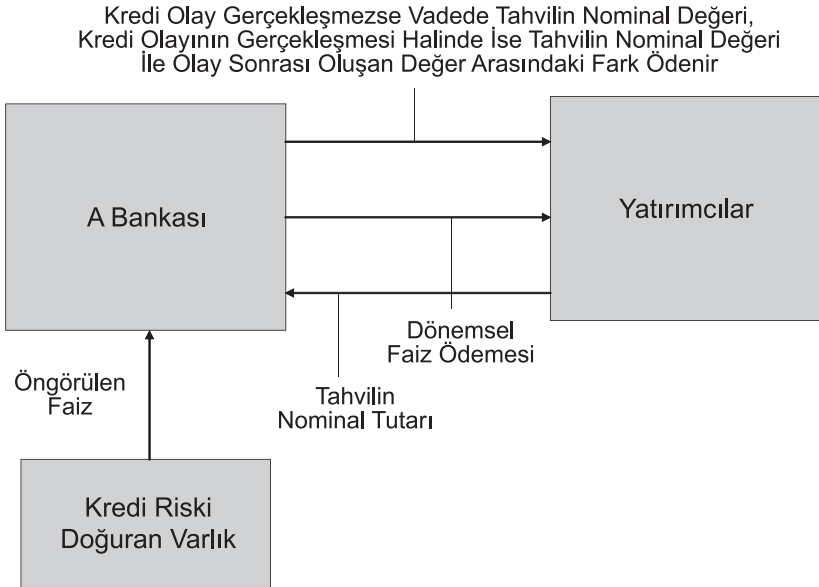 Kredi Olay Gerçekleşmezse Vadede Tahvilin Nominal Değeri,
Kredi Olayının Gerçekleşmesi Halinde İse Tahvilin Nominal Değeri
İle Olay Sonrası Oluşan Değer Arasındaki Fark Ödenir
A Bankası
Yatırımcılar
Dönemsel
Faiz Ödemesi
Öngörülen
Faiz
Tahvilin
Nominal Tutarı
Kredi Riski
Doğuran Varlık